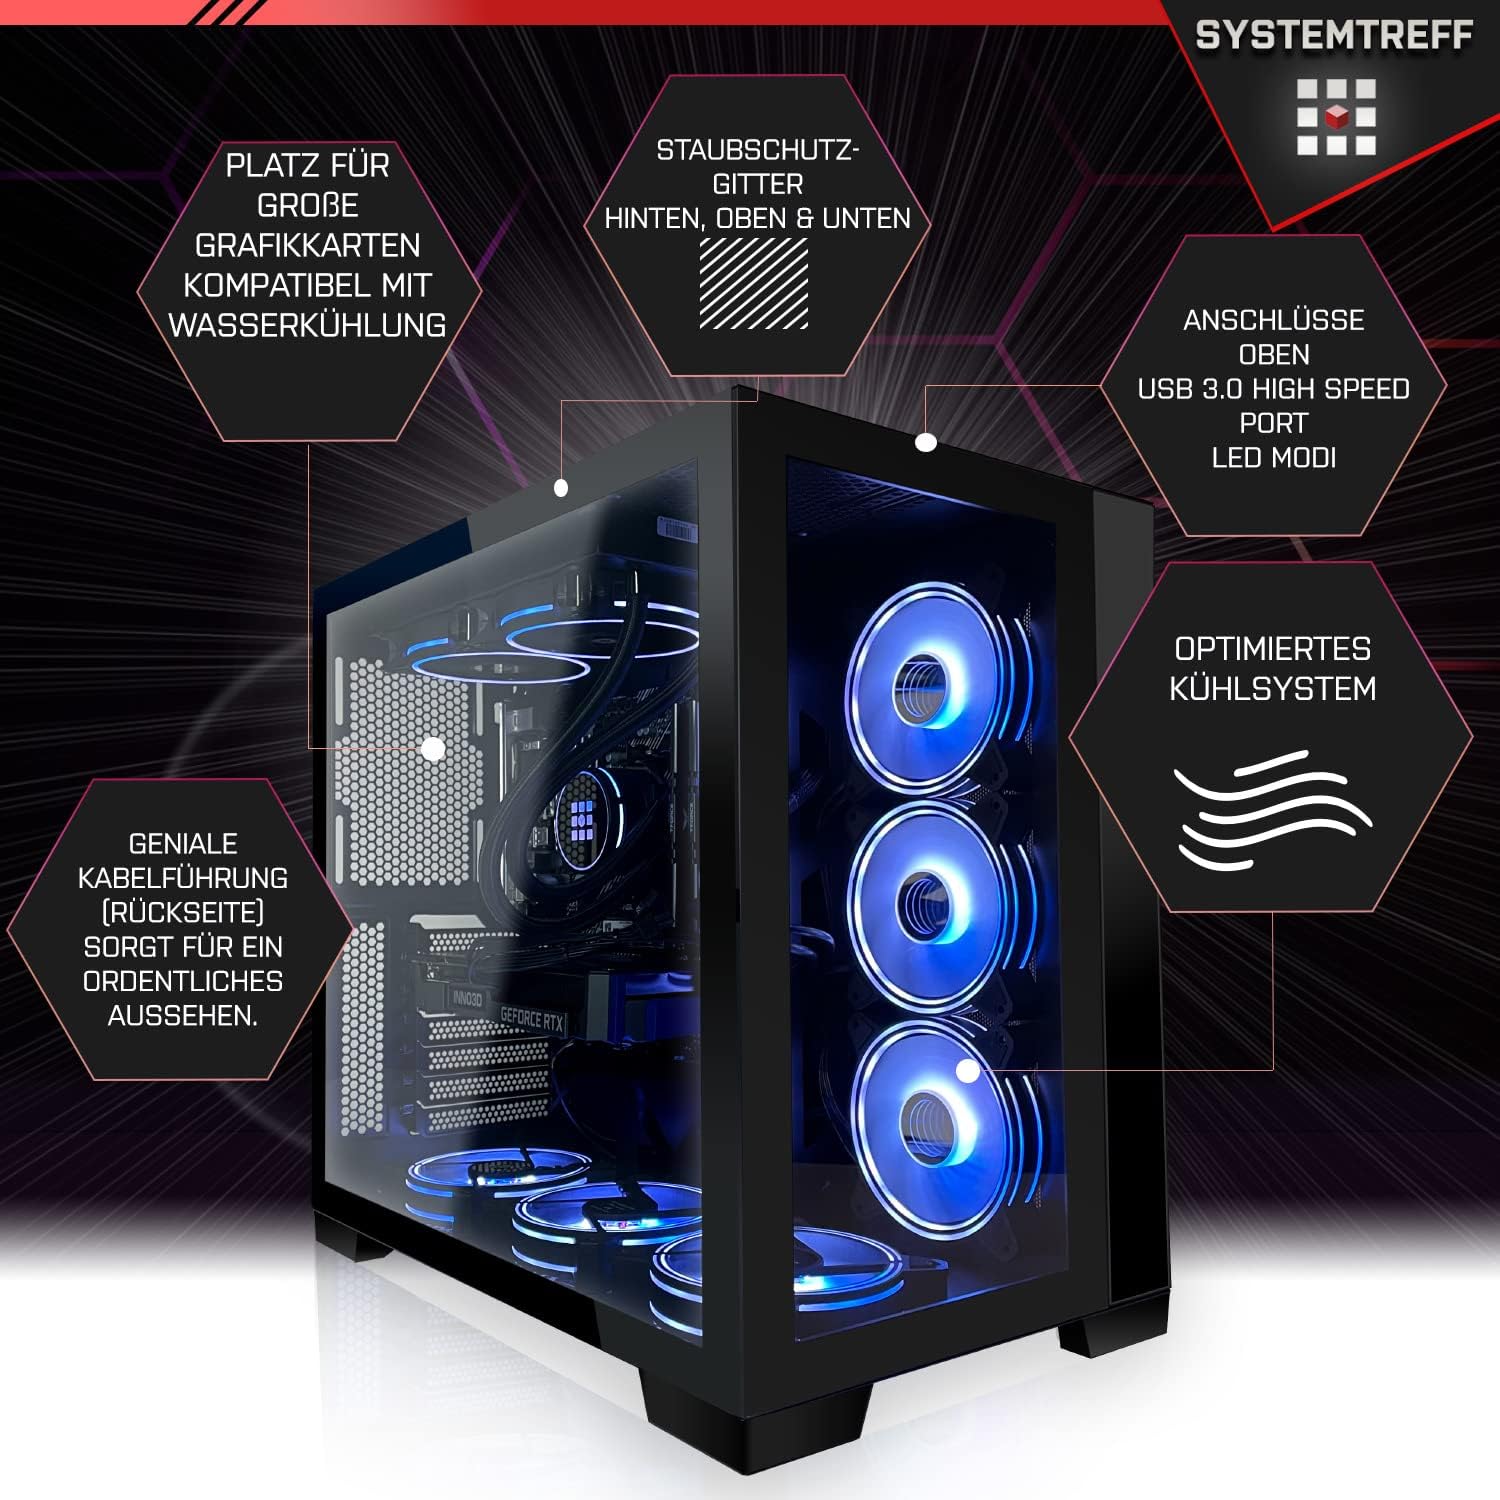 SYSTEMTREFF
PLATZ FÜR
GROßE
GRAFIKKARTEN
KOMPATIBEL MIT
WASSERKÜHLUNG
STAUBSCHUTZ-
GITTER
HINTEN, OBEN & UNTEN
ANSCHLÜSSE
OBEN
USB 3.0 HIGH SPEED
PORT
LED MODI
OPTIMIERTES
KÜHLSYSTEM
GENIALE
KABELFÜHRUNG
(RÜCKSEITE)
SORGT FÜR EIN
ORDENTLICHES
AUSSEHEN.
INNO3D
GEFORCE RTX